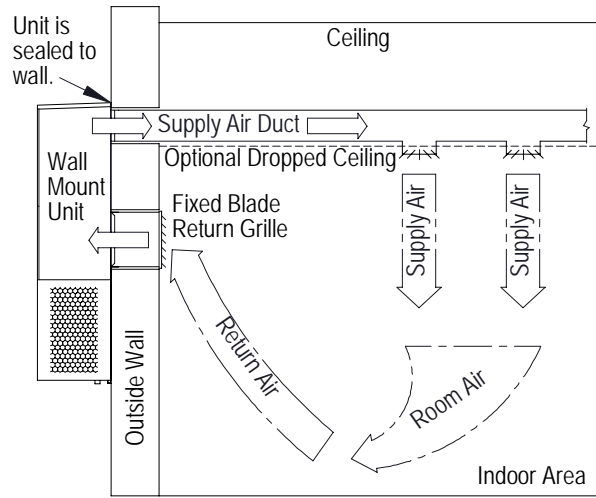 Unit is
sealed to
wall.
Ceiling
Supply Air Duct
Optional Dropped Ceiling
Wall
Mount
Unit
Fixed Blade
Return Grille
Supply Air
Supply Air
Return Air
Room Air
Outside Wall
Indoor Area